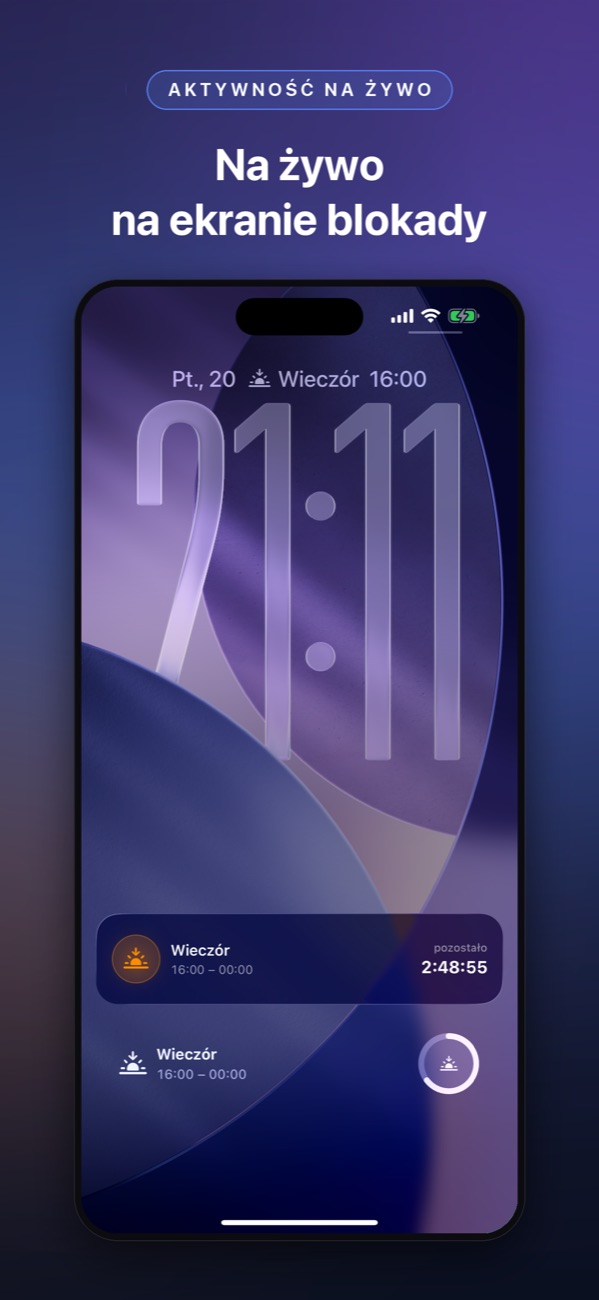 AKTYWNOŚĆ NA ŻYWO
Na żywo
na ekranie blokady
Pt., 20 Wieczór 16:00
21:11
Wieczór
16:00 – 00:00
pozostało
2:48:55
Wieczór
16:00 – 00:00